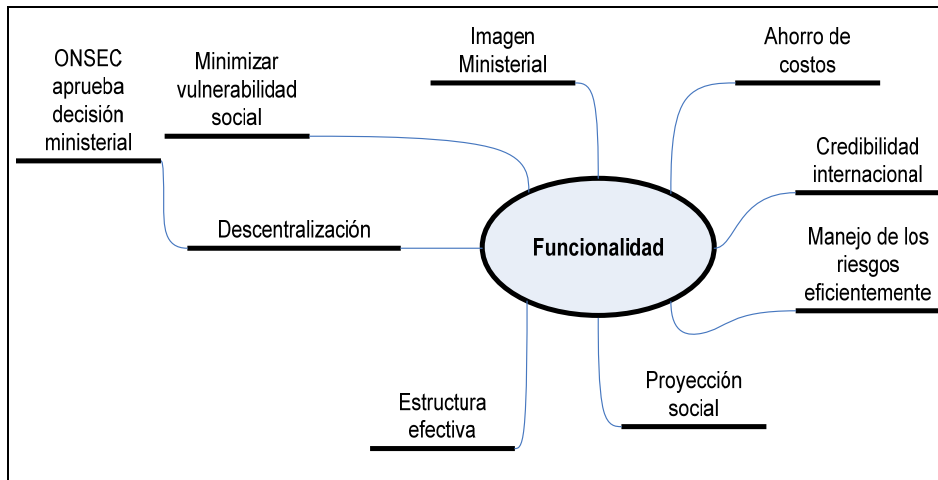 ONSEC
aprueba
decisión
ministerial
Minimizar
vulnerabilidad
social
Imagen
Ministerial
Ahorro de
costos
Credibilidad
internacional
Descentralización
Funcionalidad
Manejo de los
riesgos
eficientemente
Estructura
efectiva
Proyección
social